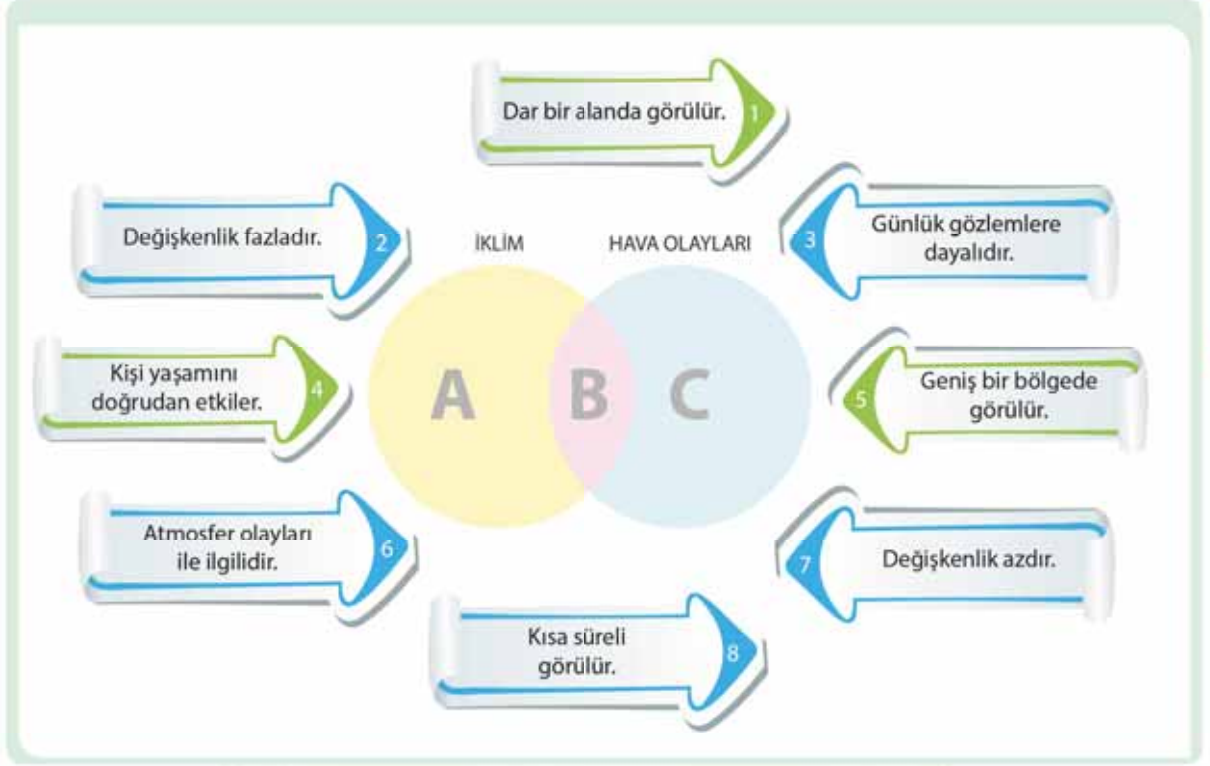 Dar bir alanda görülür. 1
Değişkenlik fazladır. 2
İKLİM
HAVA OLAYLARI
3 Günlük gözlemlere
dayalıdır.
Kişi yaşamını
doğrudan etkiler. 4
A B C
5 Geniş bir bölgede
görülür.
Atmosfer olayları
ile ilgilidir. 6
7 Değişkenlik azdır.
Kısa süreli
görülür. 8